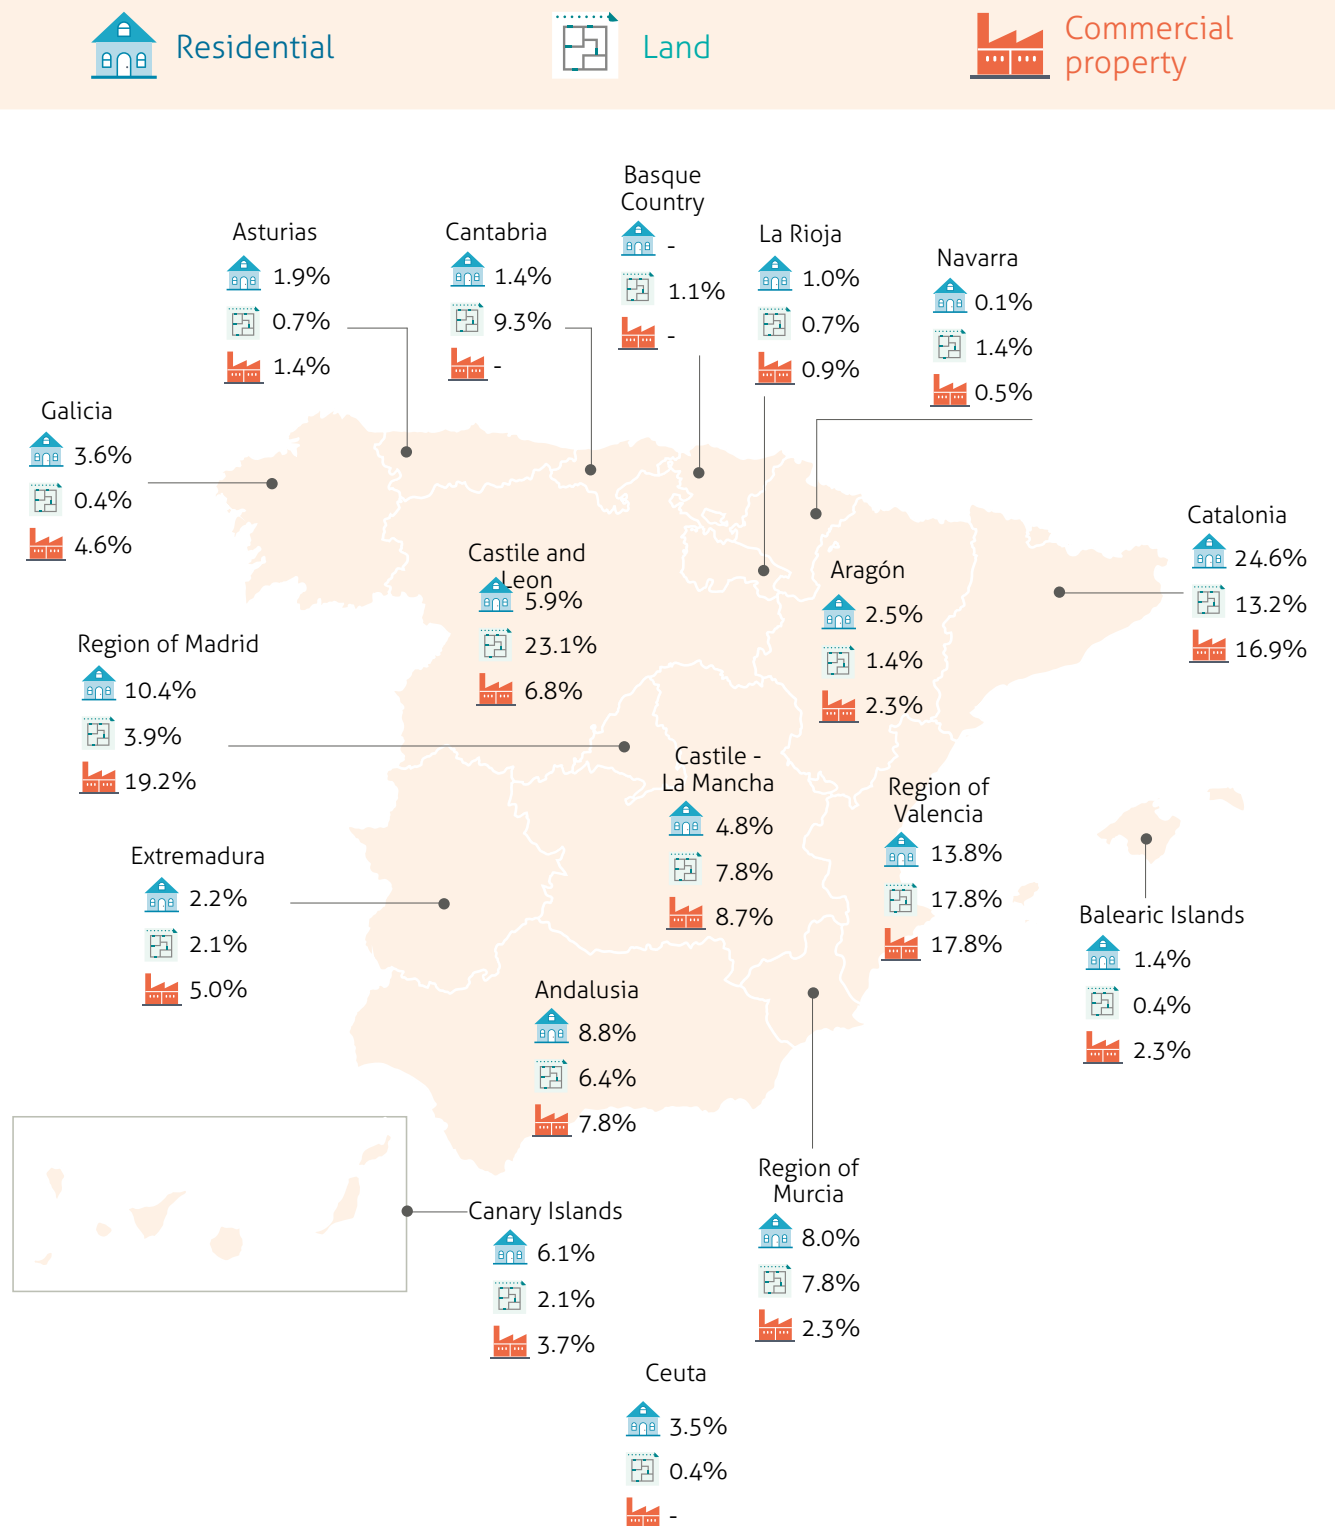 Residential
Land
Commercial
property
Basque
Country
-
1.1%
-
Asturias
1.9%
0.7%
1.4%
Cantabria
1.4%
9.3%
-
La Rioja
1.0%
0.7%
0.9%
Navarra
0.1%
1.4%
0.5%
Galicia
3.6%
0.4%
4.6%
Castile and
Leon
5.9%
23.1%
6.8%
Aragón
2.5%
1.4%
2.3%
Catalonia
24.6%
13.2%
16.9%
Region of Madrid
10.4%
3.9%
19.2%
Castile -
La Mancha
4.8%
7.8%
8.7%
Region of
Valencia
13.8%
17.8%
17.8%
Extremadura
2.2%
2.1%
5.0%
Balearic Islands
1.4%
0.4%
2.3%
Andalusia
8.8%
6.4%
7.8%
Region of
Murcia
8.0%
7.8%
2.3%
Canary Islands
6.1%
2.1%
3.7%
Ceuta
3.5%
0.4%
-